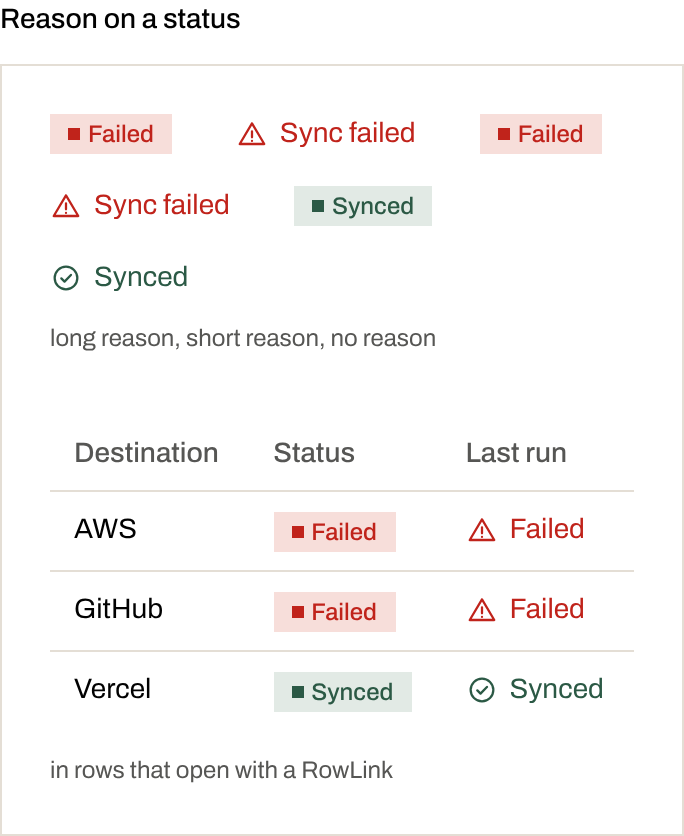 Reason on a status
Failed Sync failed Failed
Sync failed Synced
Synced
long reason, short reason, no reason
Destination Status Last run
AWS Failed Failed
GitHub Failed Failed
Vercel Synced Synced
in rows that open with a RowLink